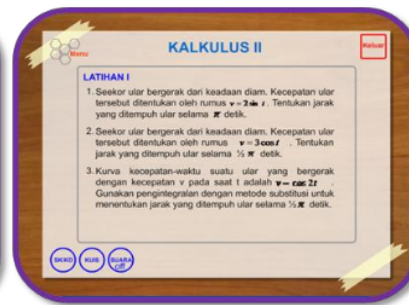 KALKULUS II
Menu
Keluar
LATIHAN I
1. Seekor ular bergerak dari keadaan diam. Kecepatan ular
tersebut ditentukan oleh rumus v = 2 sin t . Tentukan jarak
yang ditempuh ular selama π detik.
2. Seekor ular bergerak dari keadaan diam. Kecepatan ular
tersebut ditentukan oleh rumus v = 3 cos t . Tentukan
jarak yang ditempuh ular selama ½ π detik.
3. Kurva kecepatan-waktu suatu ular yang bergerak
dengan kecepatan v pada saat t adalah v = cos 2t .
Gunakan pengintegralan dengan metode substitusi untuk
menentukan jarak yang ditempuh ular selama ½ π detik.
SK/KD
KUIS
SUARA
Off